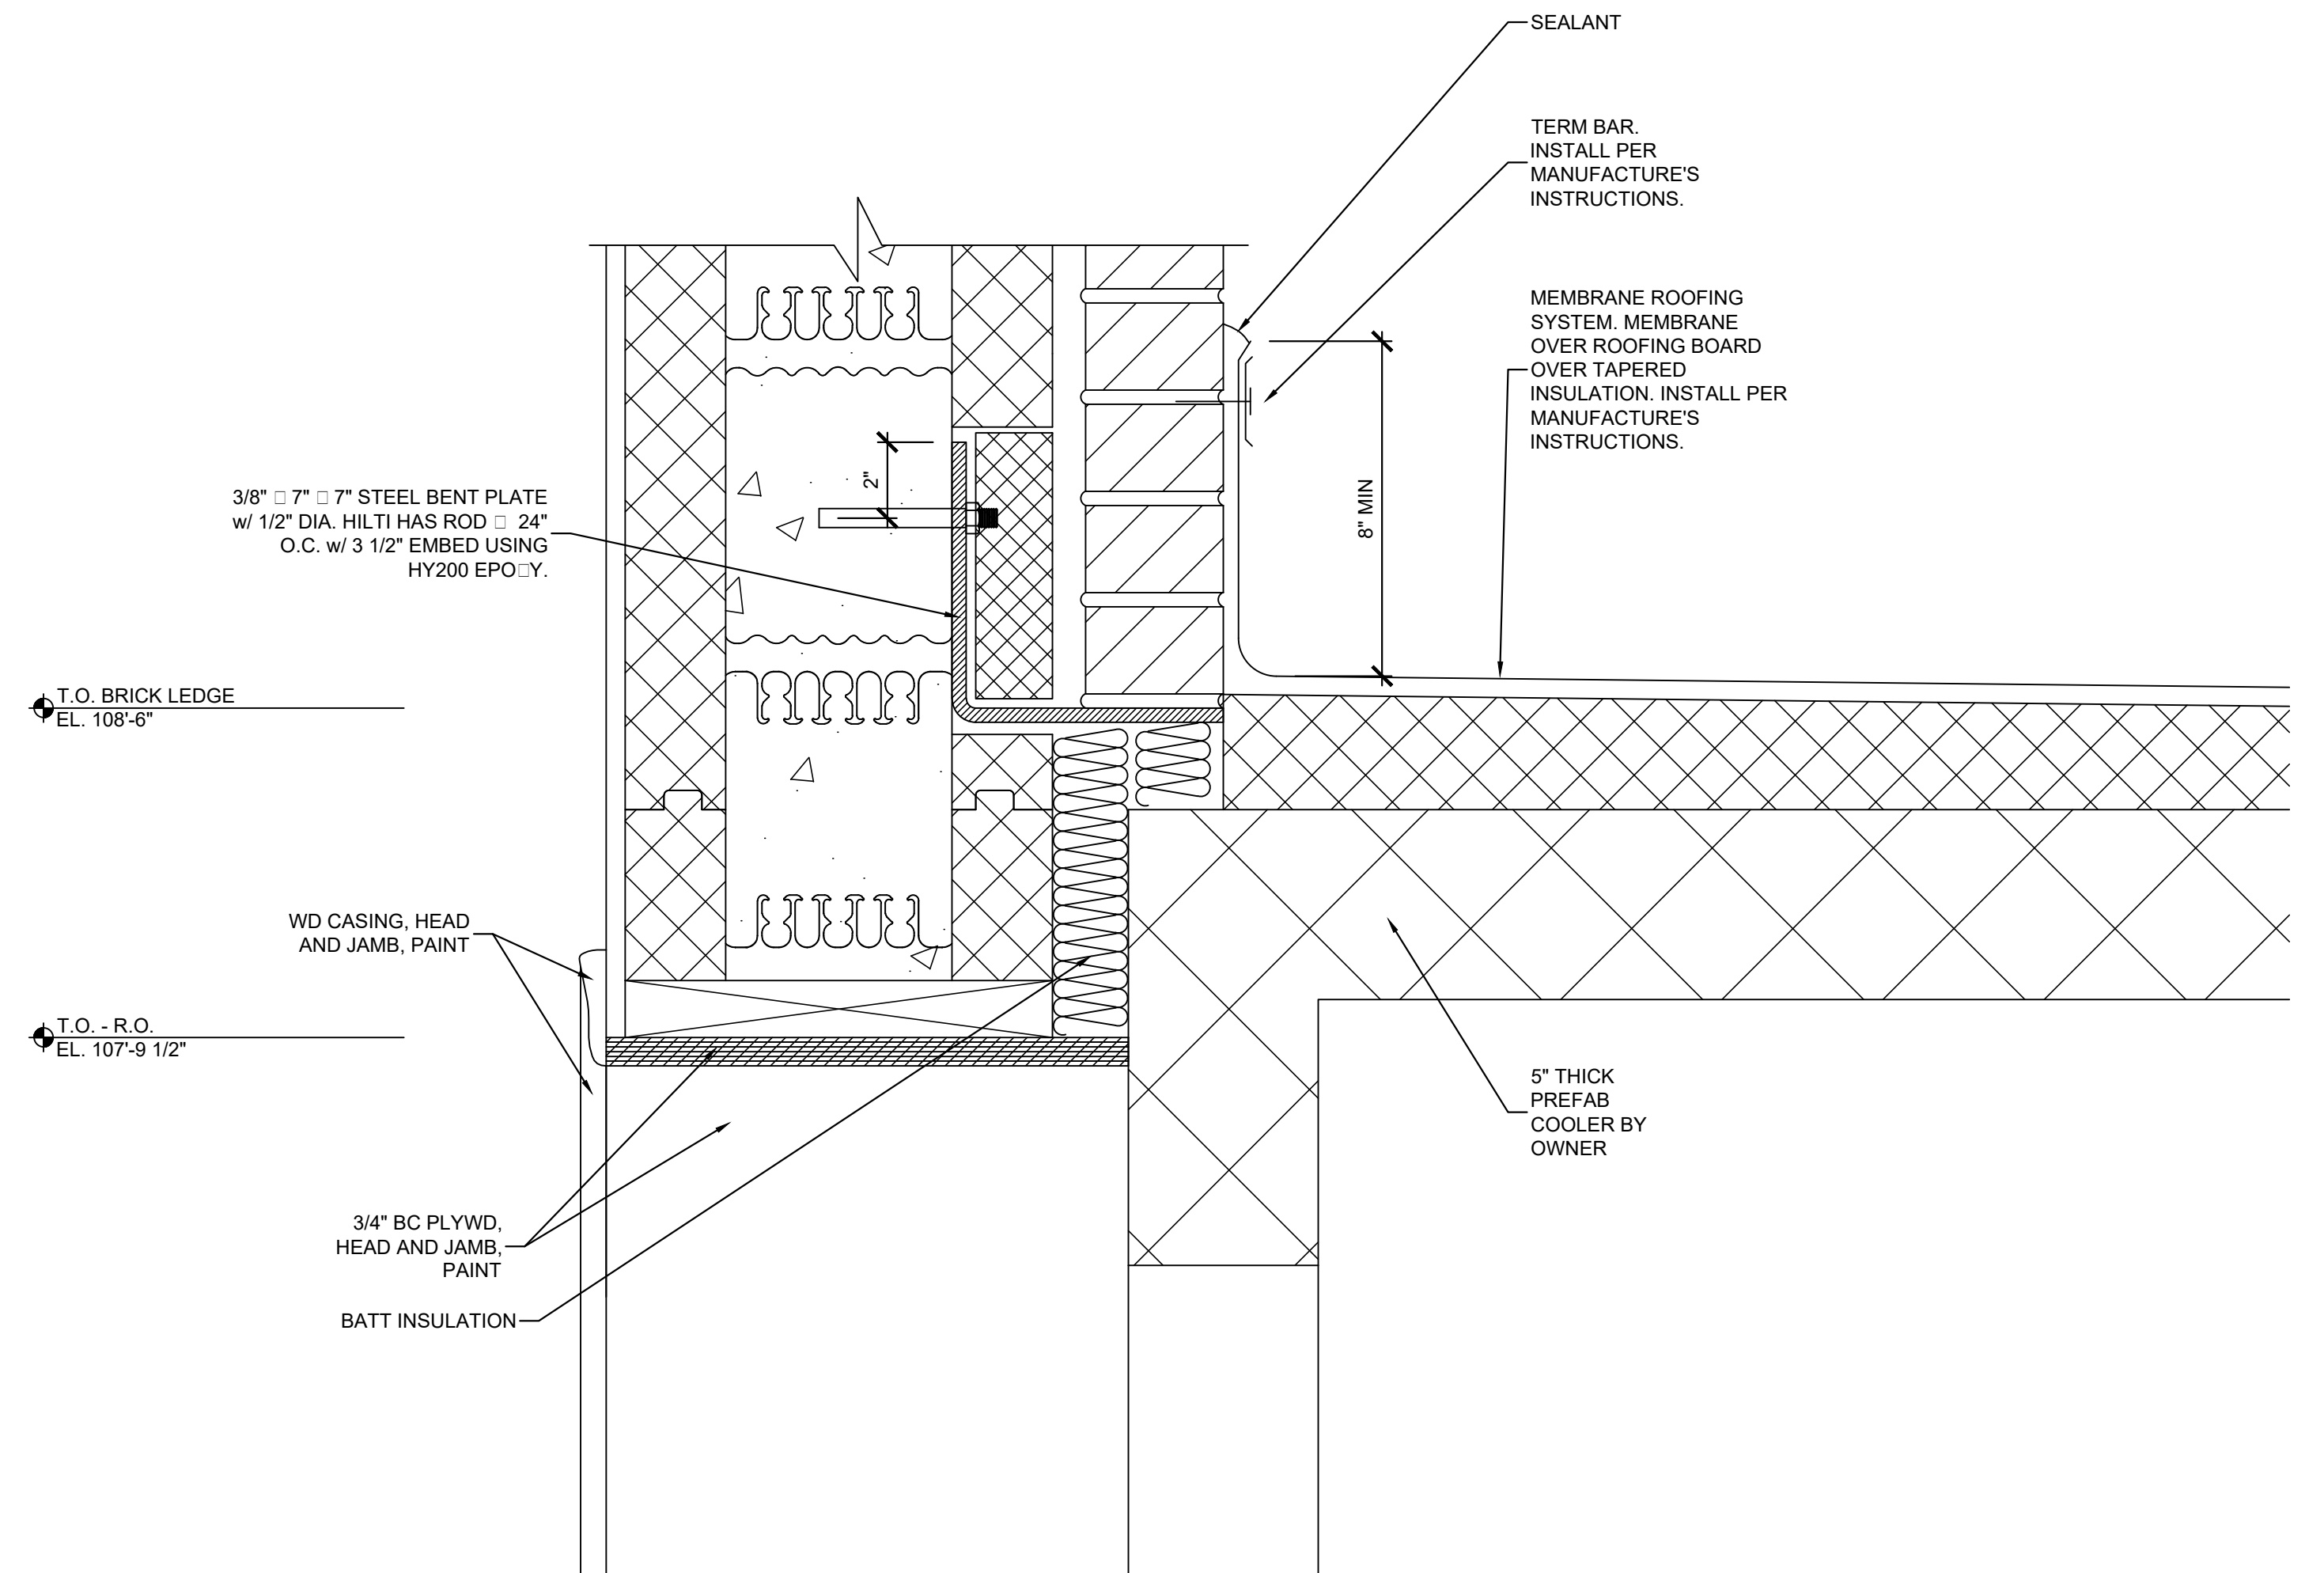 SEALANT
TERM BAR.
INSTALL PER
MANUFACTURE'S
INSTRUCTIONS.
MEMBRANE ROOFING
SYSTEM. MEMBRANE
OVER ROOFING BOARD
OVER TAPERED
INSULATION. INSTALL PER
MANUFACTURE'S
INSTRUCTIONS.
2"
8" MIN
3/8" □ 7" □ 7" STEEL BENT PLATE
w/ 1/2" DIA. HILTI HAS ROD □ 24"
O.C. w/ 3 1/2" EMBED USING
HY200 EPO□Y.
T.O. BRICK LEDGE
EL. 108'-6"
WD CASING, HEAD
AND JAMB, PAINT
T.O. - R.O.
EL. 107'-9 1/2"
5" THICK
PREFAB
COOLER BY
OWNER
3/4" BC PLYWD,
HEAD AND JAMB,
PAINT
BATT INSULATION